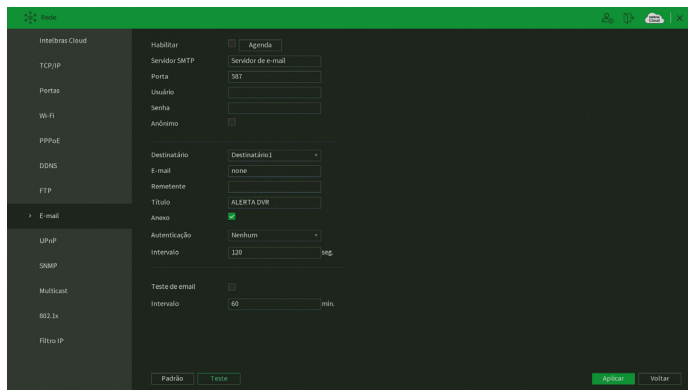 Rede
Intelbras Cloud
TCP/IP
Portas
Wi-Fi
PPPoE
DDNS
FTP
> E-mail
UPnP
SNMP
Multicast
802.1x
Filtro IP
Habilitar Agenda
Servidor SMTP Servidor de e-mail
Porta 587
Usuário
Senha
Anônimo
Destinatário Destinatário1
E-mail none
Remetente
Título ALERTA DVR
Anexo
Autenticação Nenhum
Intervalo 120 seg.
Teste de email
Intervalo 60 min.
Padrão Teste
Aplicar Voltar